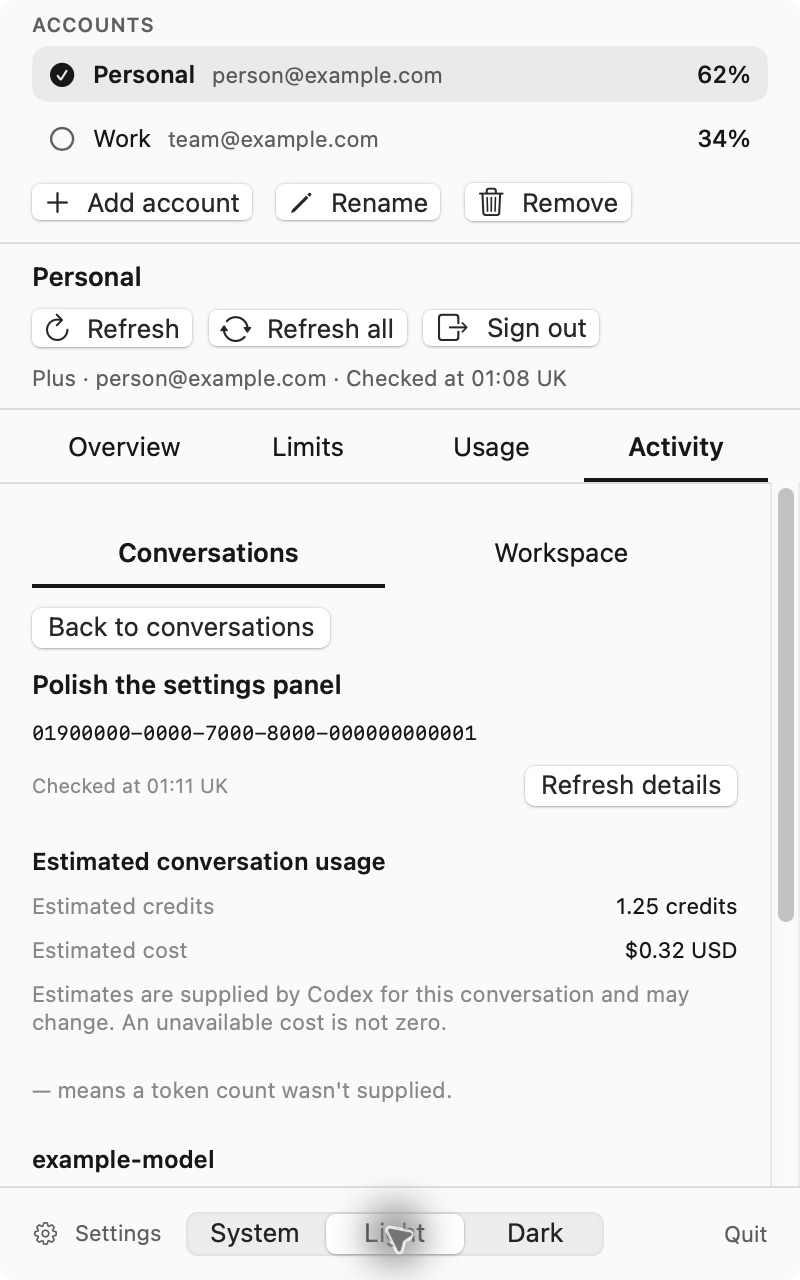 ACCOUNTS
Personal person@example.com 62%
Work team@example.com 34%
Add account Rename Remove
Personal
Refresh Refresh all Sign out
Plus · person@example.com · Checked at 01:08 UK
Overview Limits Usage Activity
Conversations Workspace
Back to conversations
Polish the settings panel
01900000-0000-7000-8000-000000000001
Checked at 01:11 UK Refresh details
Estimated conversation usage
Estimated credits 1.25 credits
Estimated cost $0.32 USD
Estimates are supplied by Codex for this conversation and may
change. An unavailable cost is not zero.
— means a token count wasn't supplied.
example-model
Settings System Light Dark Quit